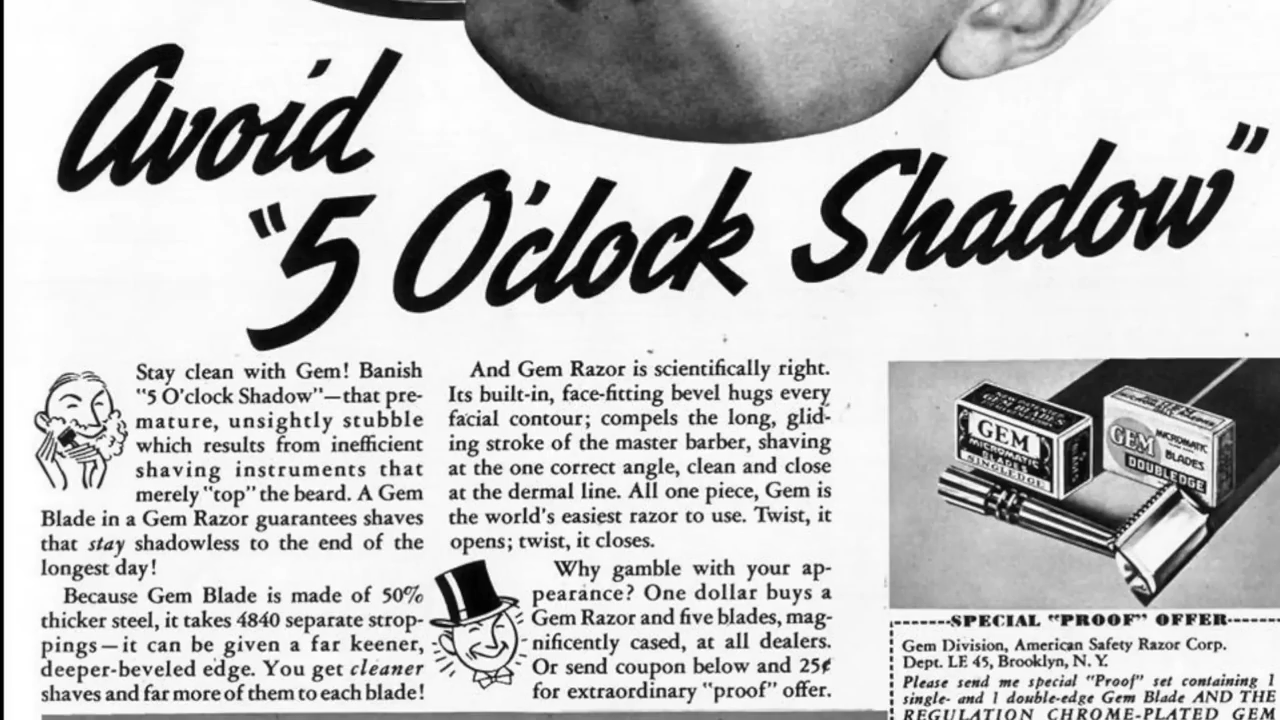 Avoid
"5 O'clock Shadow"
Stay clean with Gem! Banish
"5 O'clock Shadow"—that pre-
mature, unsightly stubble
which results from inefficient
shaving instruments that
merely "top" the beard. A Gem
Blade in a Gem Razor guarantees shaves
that stay shadowless to the end of the
longest day!
Because Gem Blade is made of 50%
thicker steel, it takes 4840 separate strop-
pings—it can be given a far keener,
deeper-beveled edge. You get cleaner
shaves and far more of them to each blade!
And Gem Razor is scientifically right.
Its built-in, face-fitting bevel hugs every
facial contour; compels the long, glid-
ing stroke of the master barber, shaving
at the one correct angle, clean and close
at the dermal line. All one piece, Gem is
the world's easiest razor to use. Twist, it
opens; twist, it closes.
Why gamble with your ap-
pearance? One dollar buys a
Gem Razor and five blades, mag-
nificently cased, at all dealers.
Or send coupon below and 25¢
for extraordinary "proof" offer.
GEM
MICROMATIC
BLADES
SINGLEDGE
GEM
MICROMATIC
BLADES
DOUBLEDGE
SPECIAL "PROOF" OFFER
Gem Division, American Safety Razor Corp.
Dept. LE 45, Brooklyn, N. Y.
Please send me special "Proof" set containing 1
single- and 1 double-edge Gem Blade AND THE
REGULATION CHROME-PLATED GEM